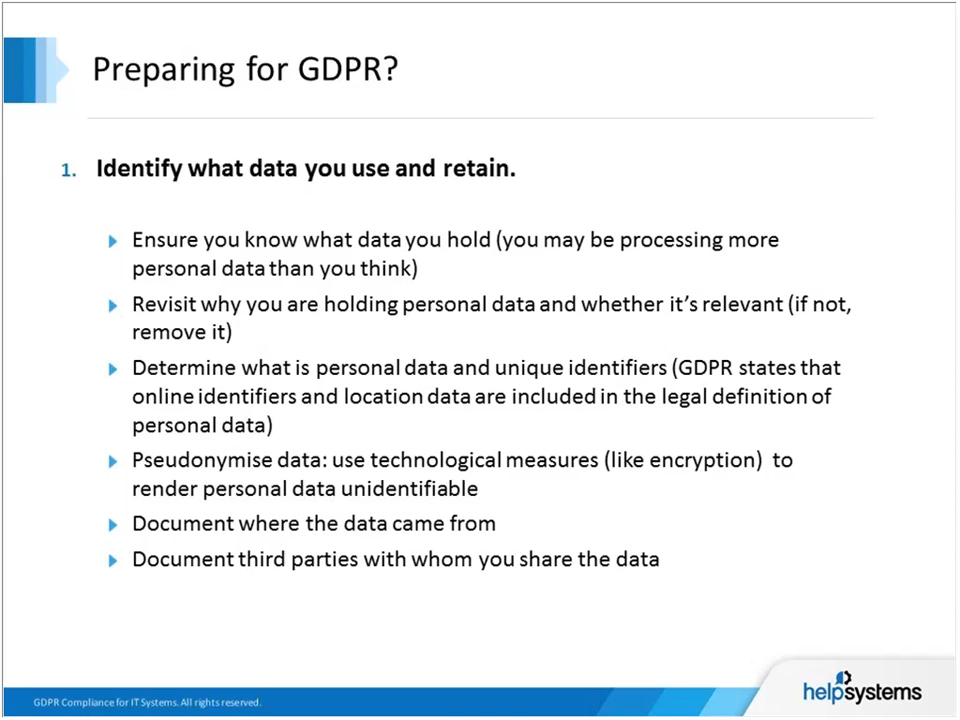 Preparing for GDPR?
1. Identify what data you use and retain.
Ensure you know what data you hold (you may be processing more
personal data than you think)
Revisit why you are holding personal data and whether it’s relevant (if not,
remove it)
Determine what is personal data and unique identifiers (GDPR states that
online identifiers and location data are included in the legal definition of
personal data)
Pseudonymise data: use technological measures (like encryption)  to
render personal data unidentifiable
Document where the data came from
Document third parties with whom you share the data
GDPR Compliance for IT Systems. All rights reserved.
helpsystems